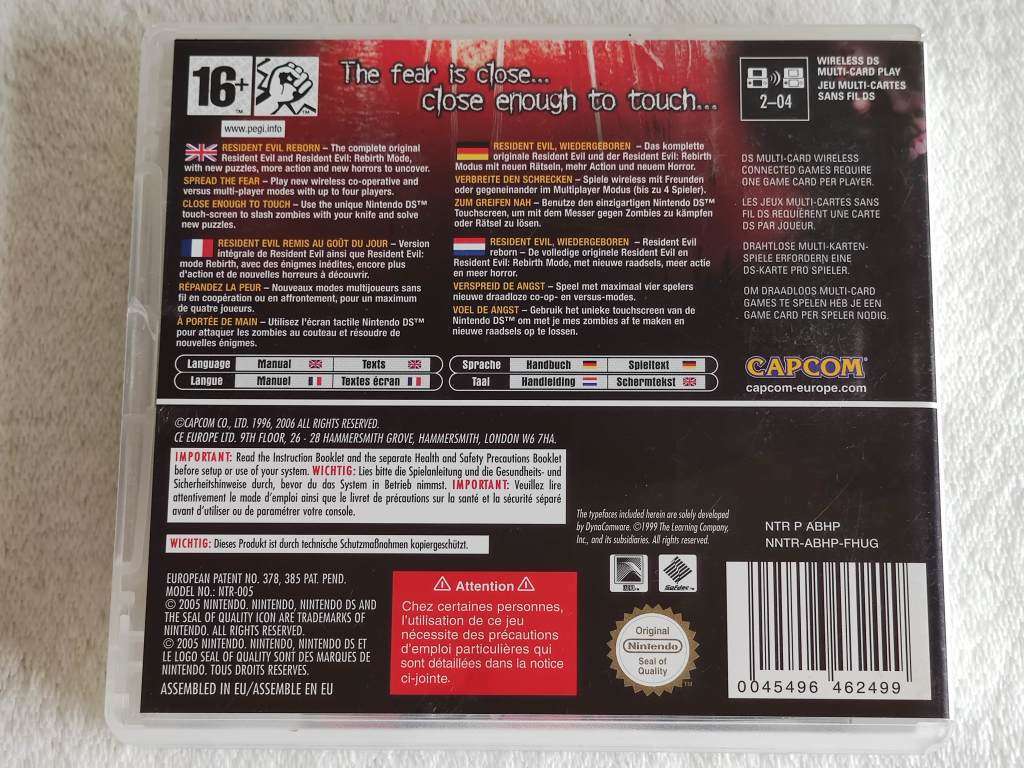 16+
www.pegi.info
The fear is close...
close enough to touch...
2-04
WIRELESS DS
MULTI-CARD PLAY
JEU MULTI-CARTES
SANS FIL DS
RESIDENT EVIL REBORN – The complete original
Resident Evil and Resident Evil: Rebirth Mode,
with new puzzles, more action and new horrors to uncover.
SPREAD THE FEAR – Play new wireless co-operative and
versus multi-player modes with up to four players.
CLOSE ENOUGH TO TOUCH – Use the unique Nintendo DS™
touch-screen to slash zombies with your knife and solve
new puzzles.
RESIDENT EVIL REMIS AU GOÛT DU JOUR – Version
intégrale de Resident Evil ainsi que Resident Evil:
mode Rebirth, avec des énigmes inédites, encore plus
d'action et de nouvelles horreurs à découvrir.
RÉPANDEZ LA PEUR – Nouveaux modes multijoueurs sans
fil en coopération ou en affrontement, pour un maximum
de quatre joueurs.
À PORTÉE DE MAIN – Utilisez l'écran tactile Nintendo DS™
pour attaquer les zombies au couteau et résoudre de
nouvelles énigmes.
RESIDENT EVIL, WIEDERGEBOREN – Das komplette
originale Resident Evil und der Resident Evil: Rebirth
Modus mit neuen Rätseln, mehr Action und neuem Horror.
VERBREITE DEN SCHRECKEN – Spiele wireless mit Freunden
oder gegeneinander im Multiplayer Modus (bis zu 4 Spieler).
ZUM GREIFEN NAH – Benutze den einzigartigen Nintendo DS™
Touchscreen, um mit dem Messer gegen Zombies zu kämpfen
oder Rätsel zu lösen.
RESIDENT EVIL, WIEDERGEBOREN – Resident Evil
reborn – De volledige originele Resident Evil en
Resident Evil: Rebirth Mode, met nieuwe raadsels, meer actie
en meer horror.
VERSPREID DE ANGST – Speel met maximaal vier spelers
nieuwe draadloze co-op- en versus-modes.
VOEL DE ANGST – Gebruik het unieke touchscreen van de
Nintendo DS™ om met je mes zombies af te maken en
nieuwe raadsels op te lossen.
DS MULTI-CARD WIRELESS
CONNECTED GAMES REQUIRE
ONE GAME CARD PER PLAYER.
LES JEUX MULTI-CARTES SANS
FIL DS REQUIÈRENT UNE CARTE
DS PAR JOUEUR.
DRAHTLOSE MULTI-KARTEN-
SPIELE ERFORDERN EINE
DS-KARTE PRO SPIELER.
OM DRAADLOOS MULTI-CARD
GAMES TE SPELEN HEB JE EEN
GAME CARD PER SPELER NODIG.
Language Manual Texts
Langue Manuel Textes écran
Sprache Handbuch Spieltext
Taal Handleiding Schermtekst
CAPCOM
capcom-europe.com
©CAPCOM CO., LTD. 1996, 2006 ALL RIGHTS RESERVED.
CE EUROPE LTD. 9TH FLOOR, 26 - 28 HAMMERSMITH GROVE, HAMMERSMITH, LONDON W6 7HA.
IMPORTANT: Read the Instruction Booklet and the separate Health and Safety Precautions Booklet
before setup or use of your system. WICHTIG: Lies bitte die Spielanleitung und die Gesundheits- und
Sicherheitshinweise durch, bevor du das System in Betrieb nimmst. IMPORTANT: Veuillez lire
attentivement le mode d'emploi ainsi que le livret de précautions sur la santé et la sécurité séparé
avant d'utiliser ou de paramétrer votre console.
WICHTIG: Dieses Produkt ist durch technische Schutzmaßnahmen kopiergeschützt.
The typefaces included herein are solely developed
by DynaComware. ©1999 The Learning Company,
Inc., and its subsidiaries. All rights reserved.
NTR P ABHP
NNTR-ABHP-FHUG
EUROPEAN PATENT NO. 378, 385 PAT. PEND.
MODEL NO.: NTR-005
© 2005 NINTENDO. NINTENDO, NINTENDO DS AND
THE SEAL OF QUALITY ICON ARE TRADEMARKS OF
NINTENDO. ALL RIGHTS RESERVED.
© 2005 NINTENDO. NINTENDO, NINTENDO DS ET
LE LOGO SEAL OF QUALITY SONT DES MARQUES DE
NINTENDO. TOUS DROITS RESERVES.
ASSEMBLED IN EU/ASSEMBLE EN EU
Attention
Chez certaines personnes,
l'utilisation de ce jeu
nécessite des précautions
d'emploi particulières qui
sont détaillées dans la notice
ci-jointe.
Sofdec™
Original
Nintendo
Seal of
Quality
™
0045496 462499